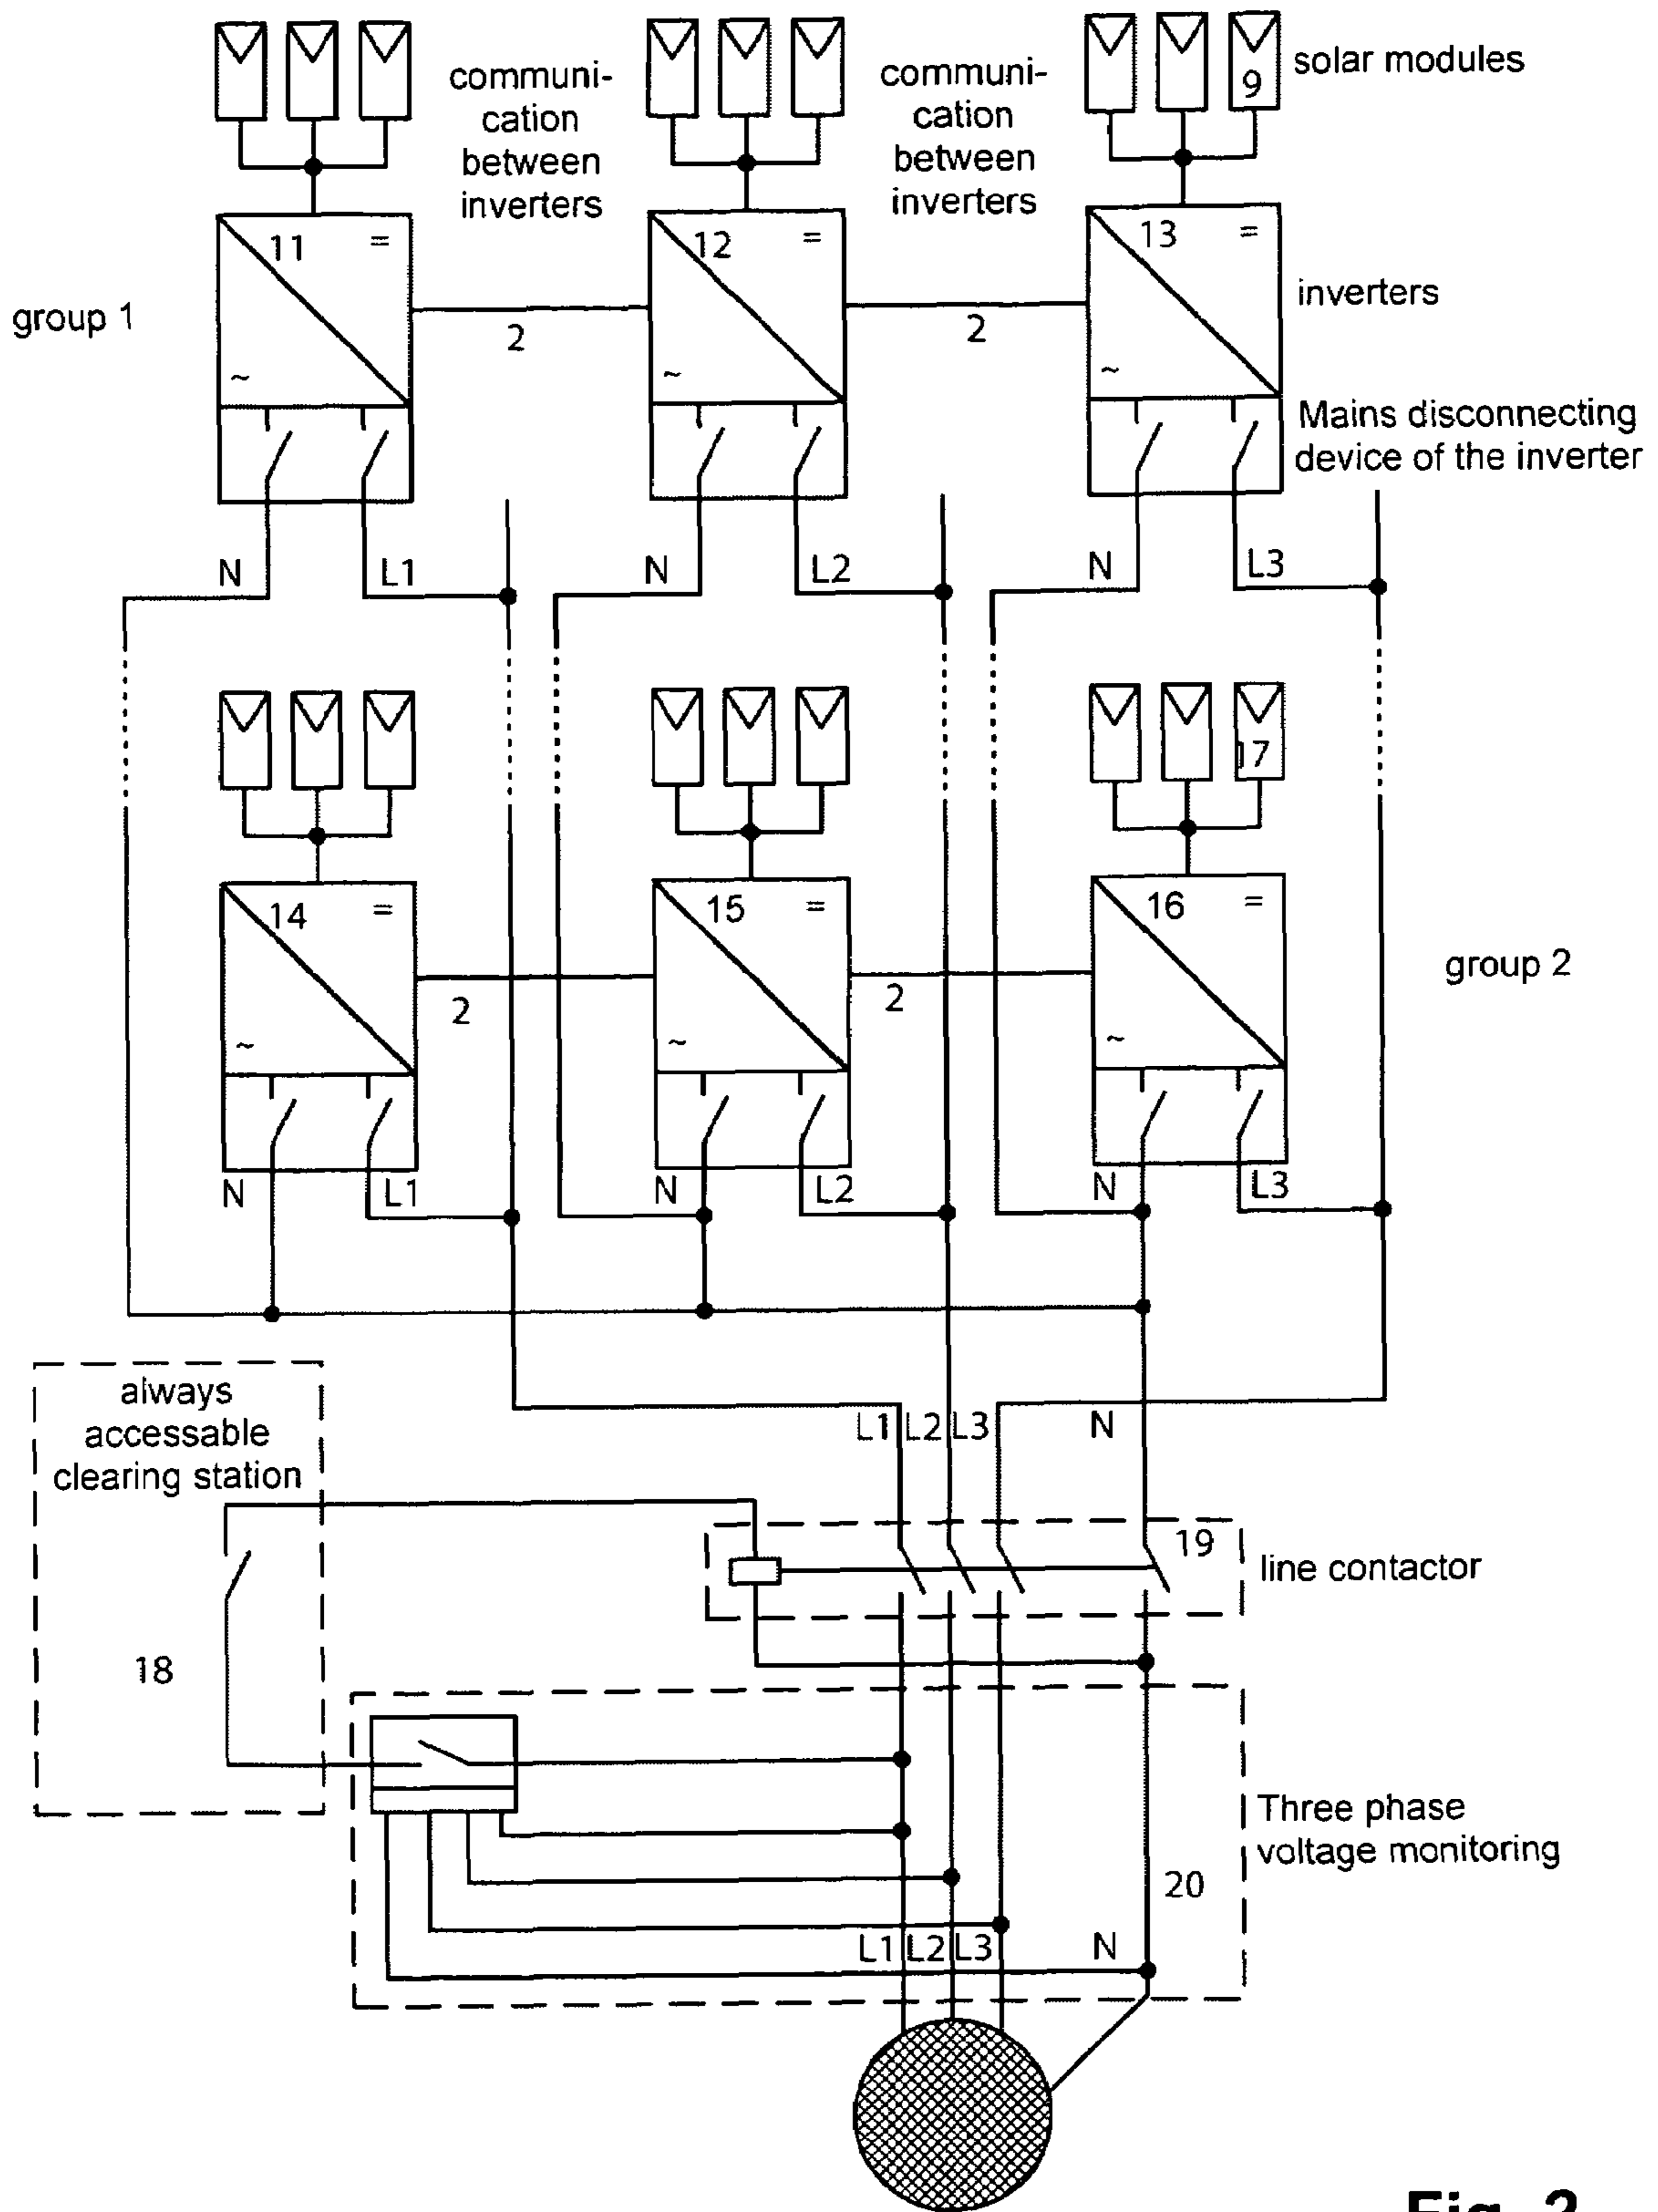 communi-
cation
between
inverters
communi-
cation
between
inverters
9
solar modules
11 =
12 =
13 =
group 1
2
2
inverters
~
~
~
Mains disconnecting
device of the inverter
N L1
N L2
N L3
17
14 =
15 =
16 =
group 2
2
2
~
~
~
N L1
N L2
N L3
always
accessable
clearing station
L1 L2 L3 N
19
line contactor
18
Three phase
voltage monitoring
20
L1 L2 L3 N